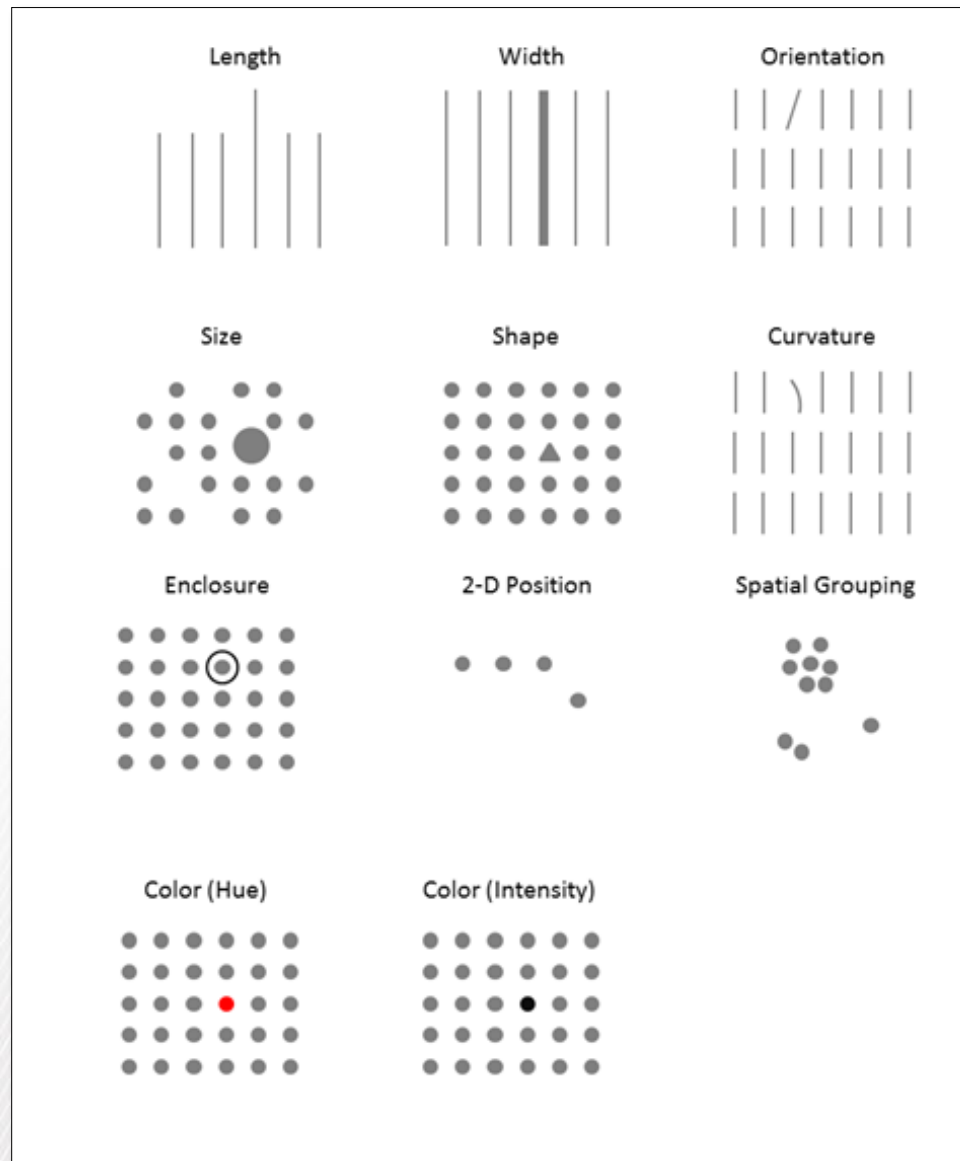 Length
Width
Orientation
Size
Shape
Curvature
Enclosure
2-D Position
Spatial Grouping
Color (Hue)
Color (Intensity)